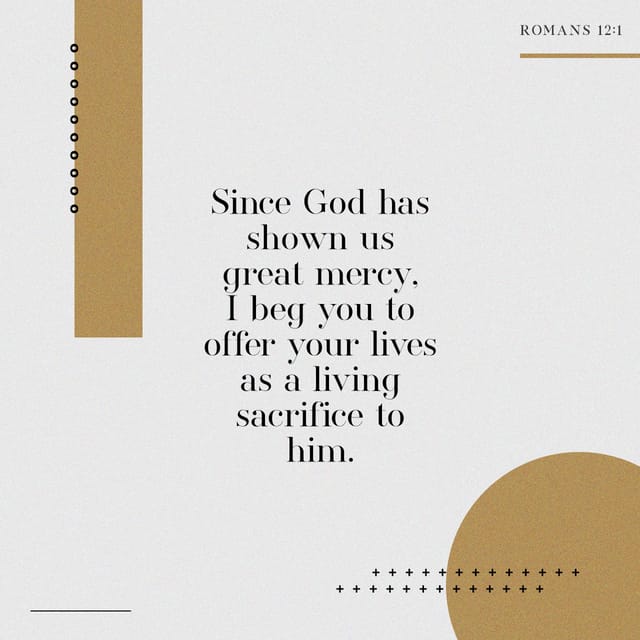 ROMANS 12:1
Since God has
shown us
great mercy,
I beg you to
offer your lives
as a living
sacrifice to
him.